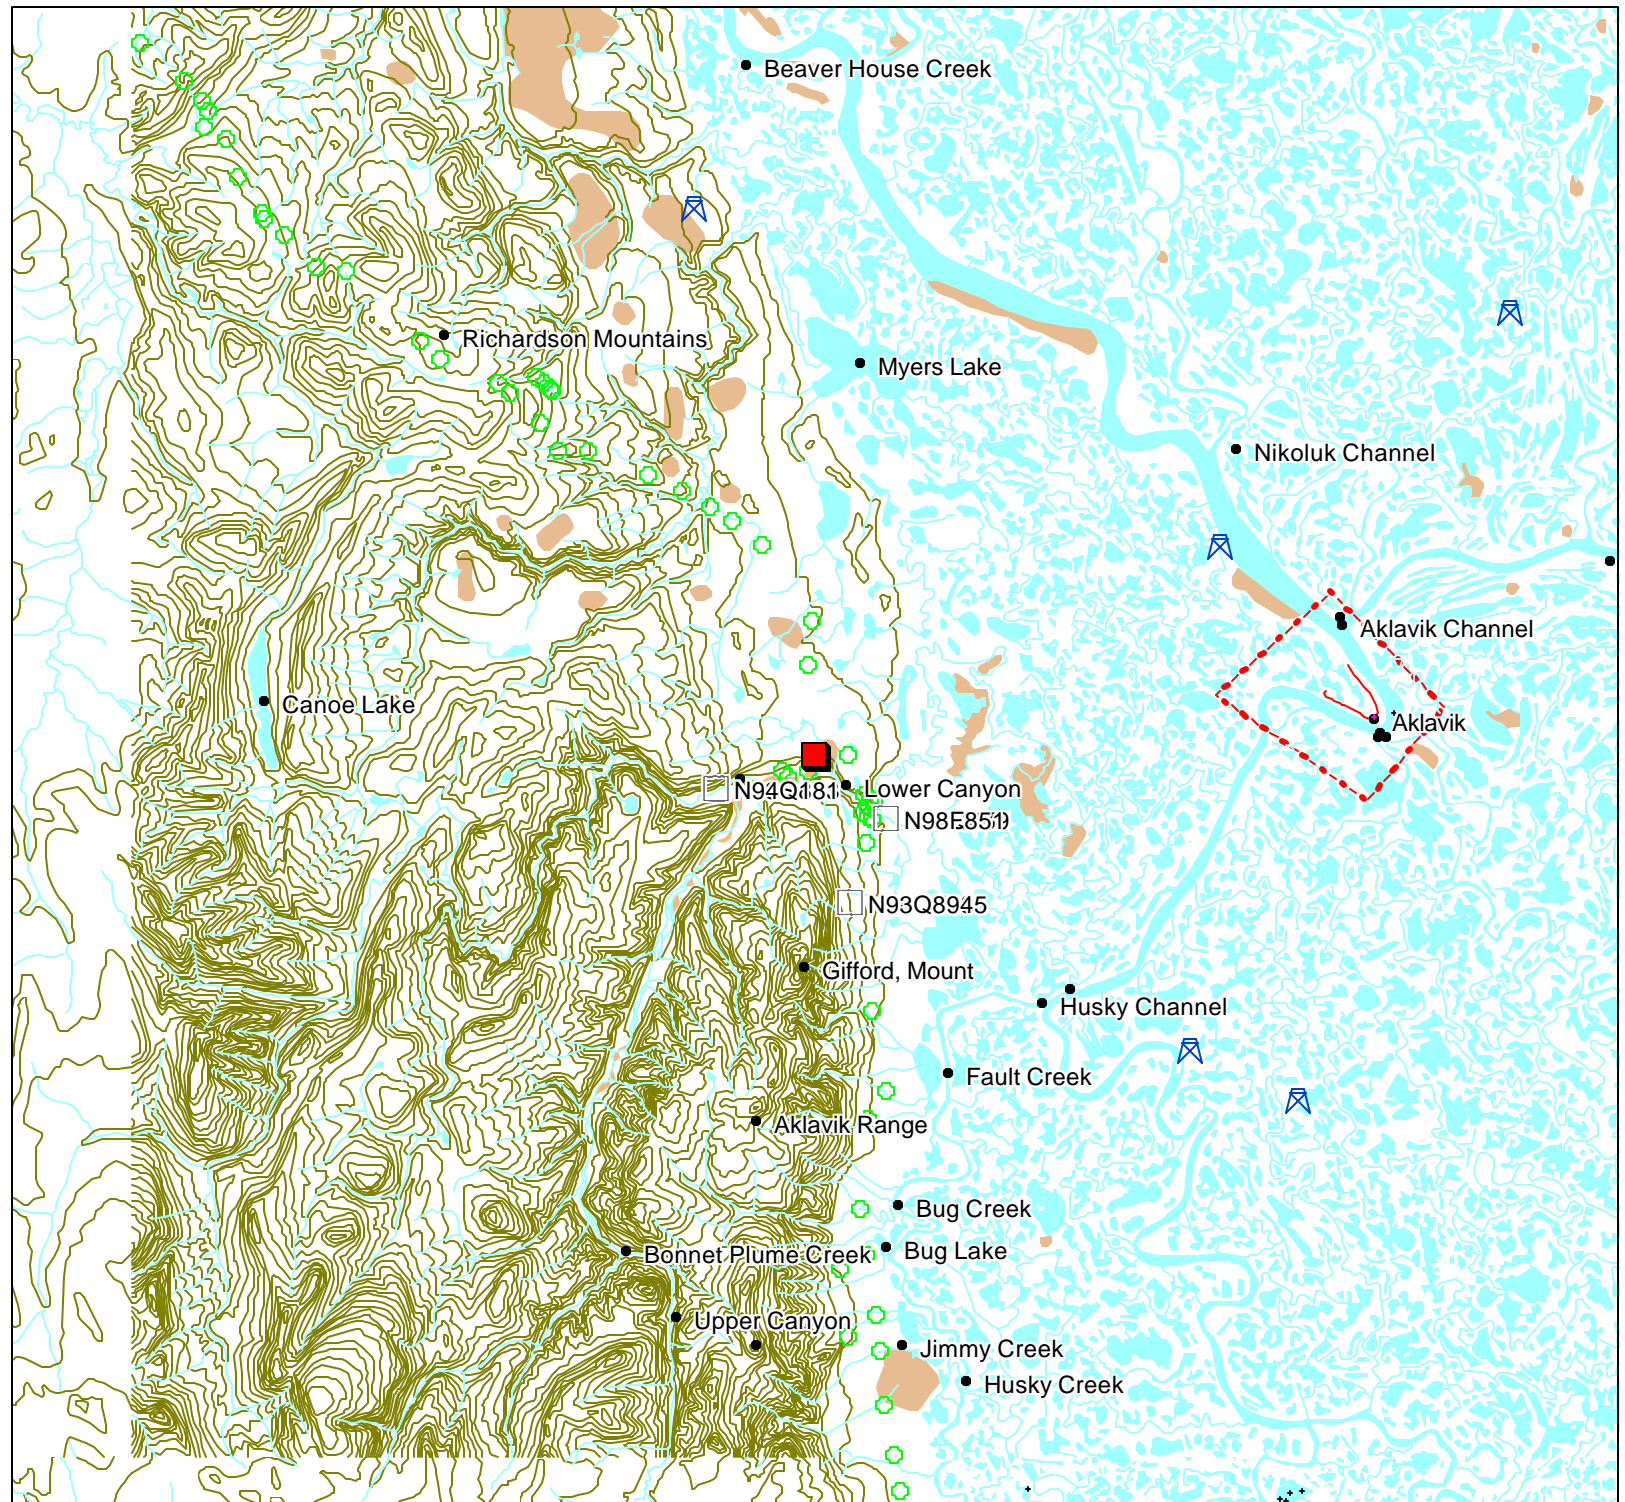 Beaver House Creek
Richardson Mountains
Myers Lake
Nikoluk Channel
Aklavik Channel
Canoe Lake
Aklavik
Lower Canyon
N93Q8945
Gifford, Mount
Husky Channel
Fault Creek
Aklavik Range
Bug Creek
Bug Lake
Bonnet Plume Creek
Upper Canyon
Jimmy Creek
Husky Creek